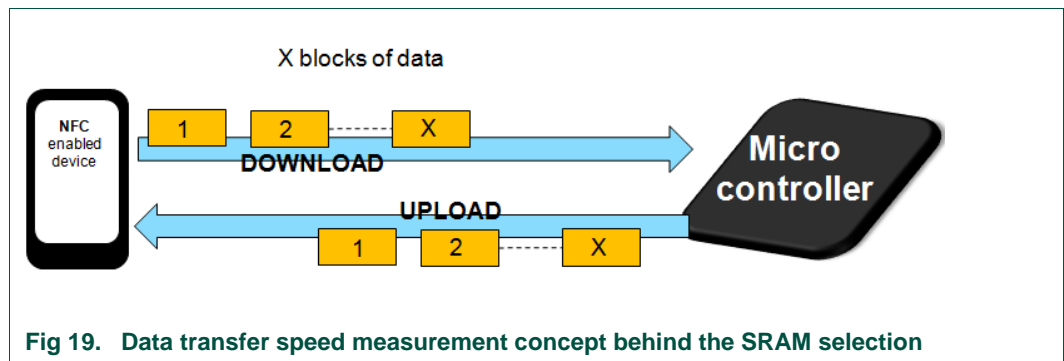 X blocks of data
NFC
enabled
device
1 2 X
DOWNLOAD
Micro
controller
UPLOAD
1 2 X
Fig 19. Data transfer speed measurement concept behind the SRAM selection